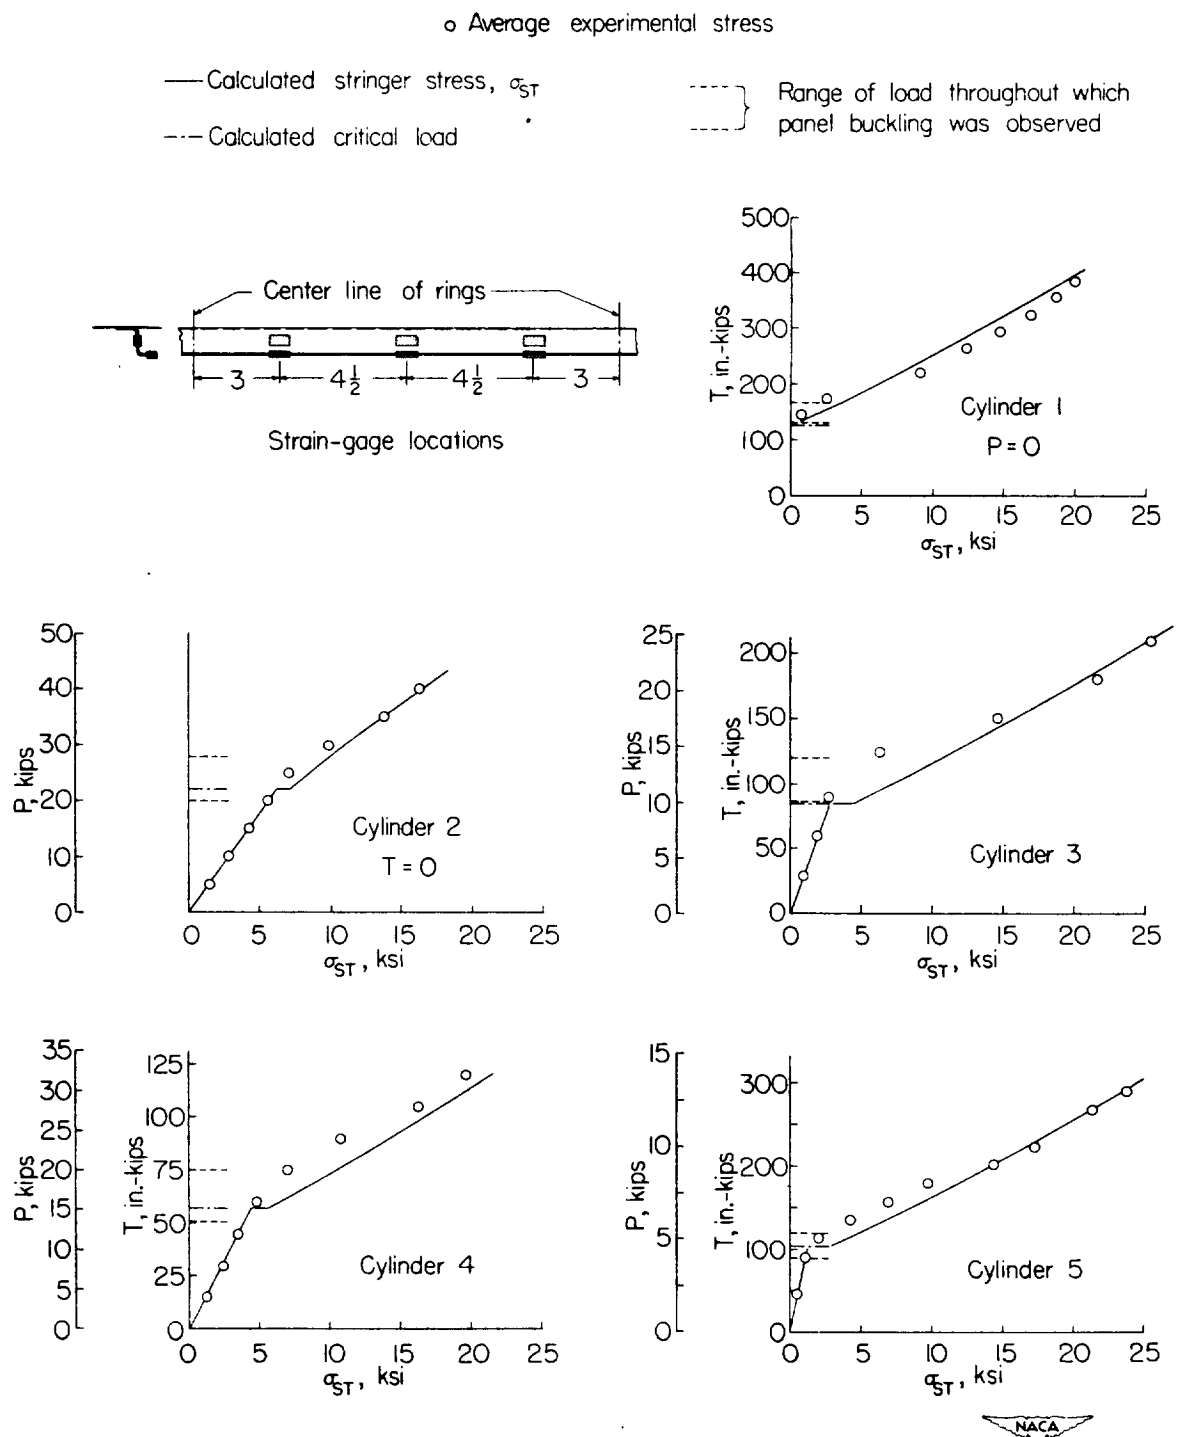 o Average experimental stress
Calculated stringer stress, σST
Calculated critical load
Range of load throughout which
panel buckling was observed
Center line of rings
3 4½ 4½ 3
Strain-gage locations
500
400
300
200
100
0
T, in.-kips
Cylinder 1
P = 0
0 5 10 15 20 25
σST, ksi
50
40
30
20
10
0
P, kips
Cylinder 2
T = 0
0 5 10 15 20 25
σST, ksi
25
20
15
10
5
0
P, kips
200
150
100
50
0
T, in.-kips
Cylinder 3
0 5 10 15 20 25
σST, ksi
35
30
25
20
15
10
5
0
P, kips
125
100
75
50
25
0
T, in.-kips
Cylinder 4
0 5 10 15 20 25
σST, ksi
15
10
5
0
P, kips
300
200
100
0
T, in.-kips
Cylinder 5
0 5 10 15 20 25
σST, ksi
NACA